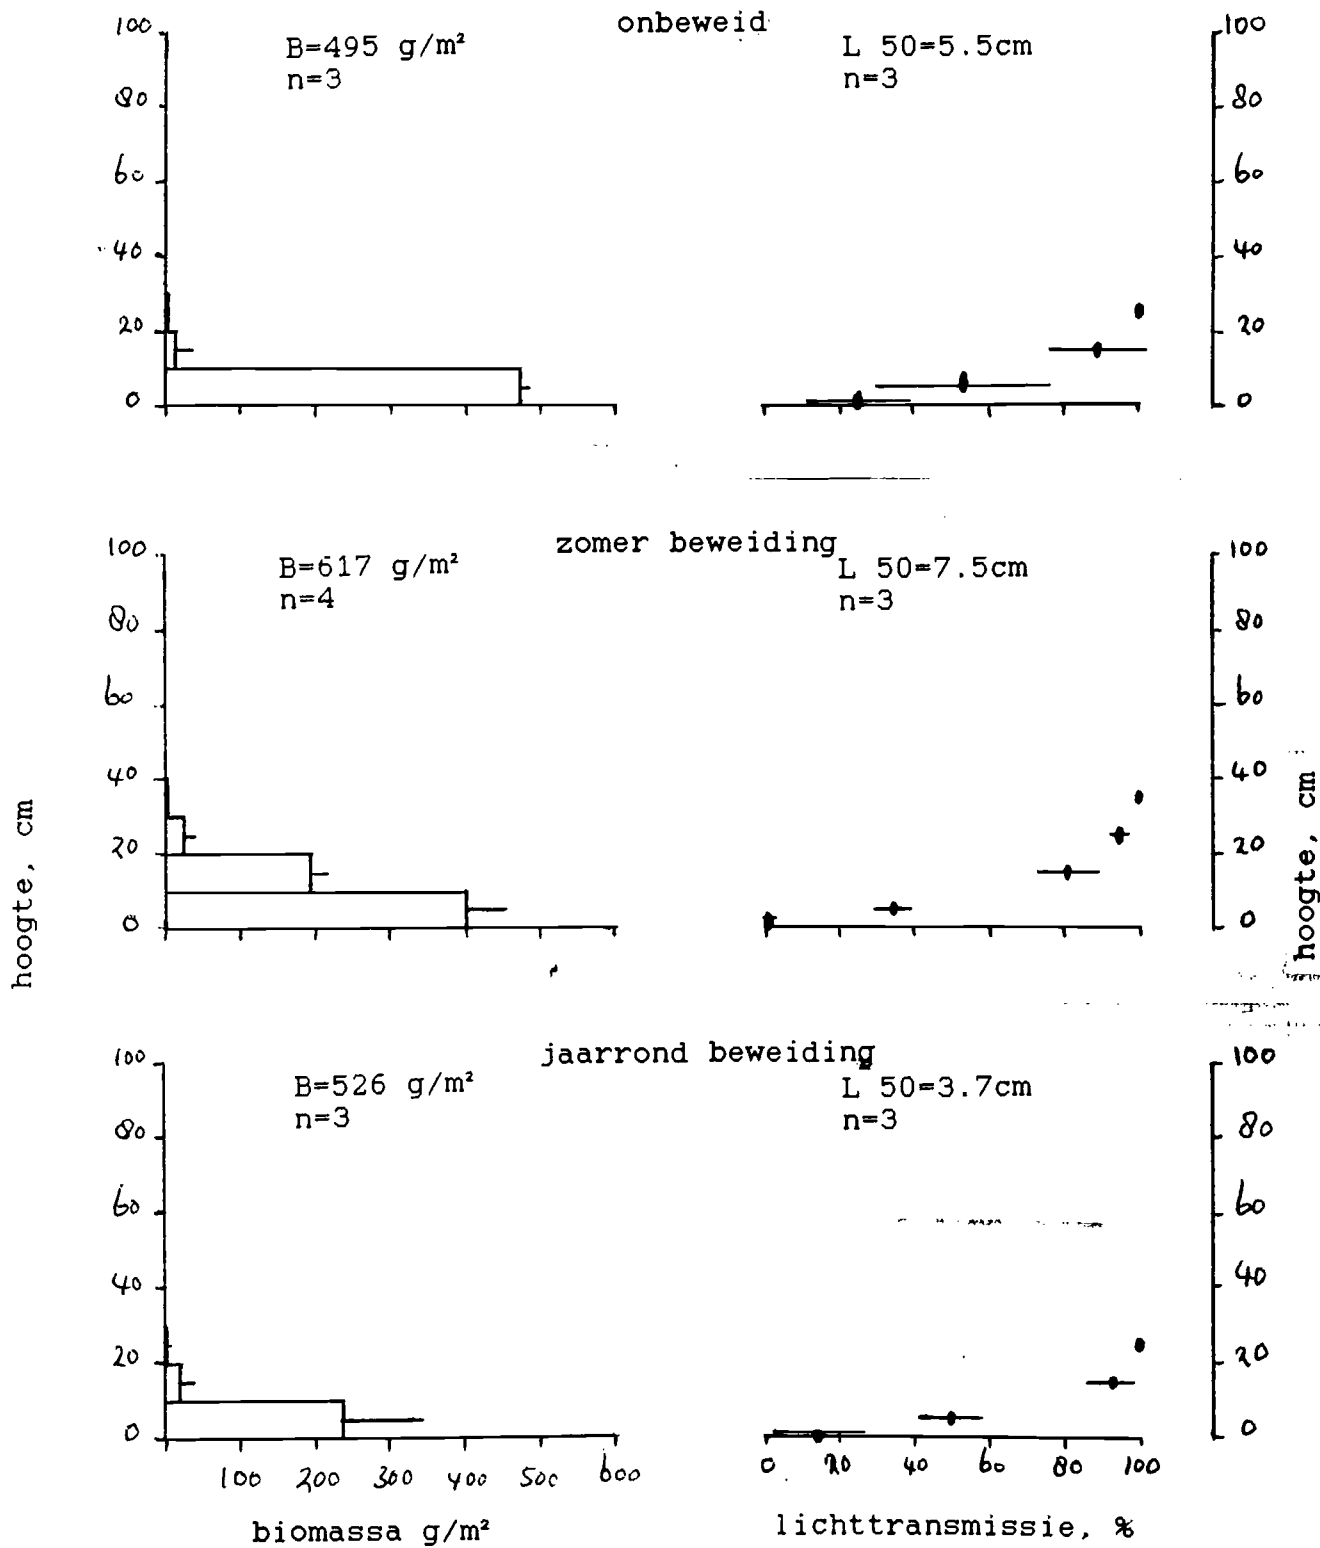 onbeweid
B=495 g/m²
n=3
L 50=5.5cm
n=3
100
80
60
40
20
0
100
80
60
40
20
0
zomer beweiding
B=617 g/m²
n=4
L 50=7.5cm
n=3
100
80
60
40
20
0
100
80
60
40
20
0
hoogte, cm
hoogte, cm
jaarrond beweiding
B=526 g/m²
n=3
L 50=3.7cm
n=3
100
80
60
40
20
0
100
80
60
40
20
0
100 200 300 400 500 600
0 20 40 60 80 100
biomassa g/m²
lichttransmissie, %